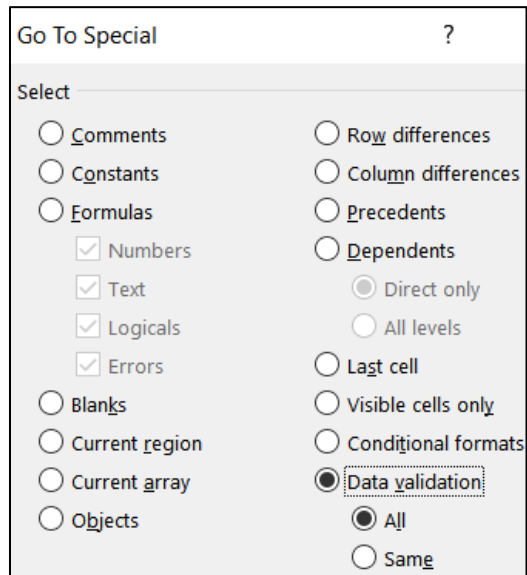 Go To Special ?
Select
Comments
Constants
Formulas
Numbers
Text
Logicals
Errors
Blanks
Current region
Current array
Objects
Row differences
Column differences
Precedents
Dependents
Direct only
All levels
Last cell
Visible cells only
Conditional formats
Data validation
All
Same